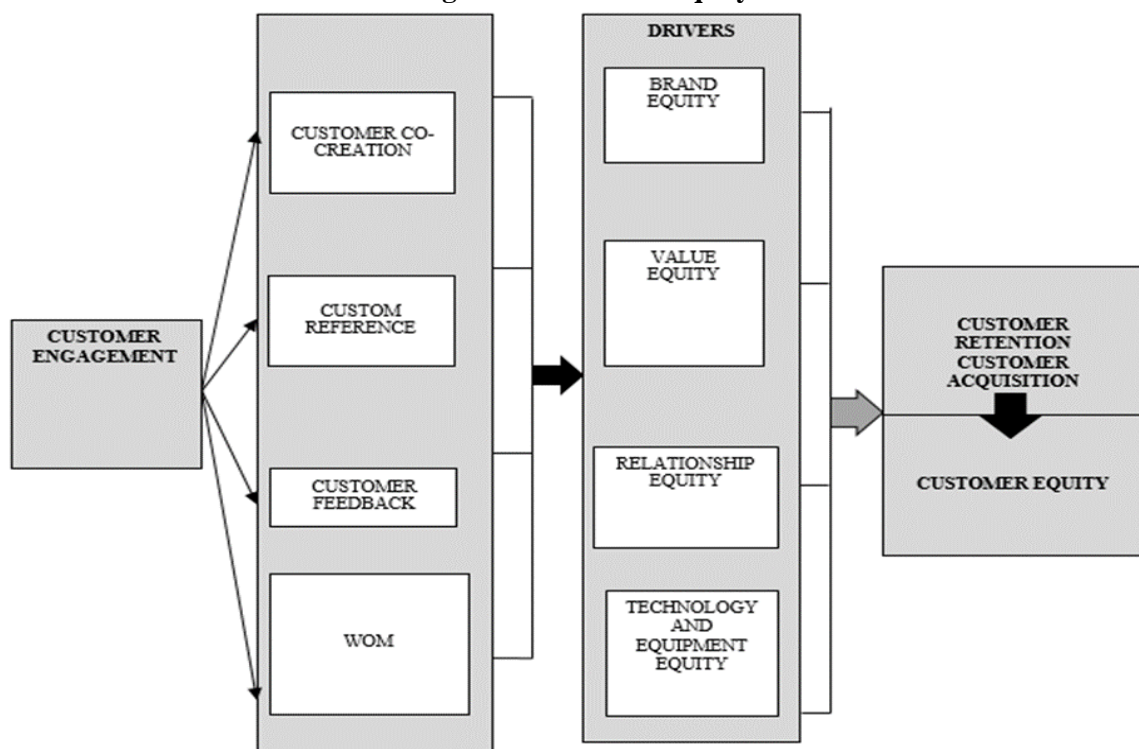 DRIVERS
CUSTOMER
ENGAGEMENT
CUSTOMER CO-
CREATION
CUSTOM
REFERENCE
CUSTOMER
FEEDBACK
WOM
BRAND
EQUITY
VALUE
EQUITY
RELATIONSHIP
EQUITY
TECHNOLOGY
AND
EQUIPMENT
EQUITY
CUSTOMER
RETENTION
CUSTOMER
ACQUISITION
CUSTOMER EQUITY